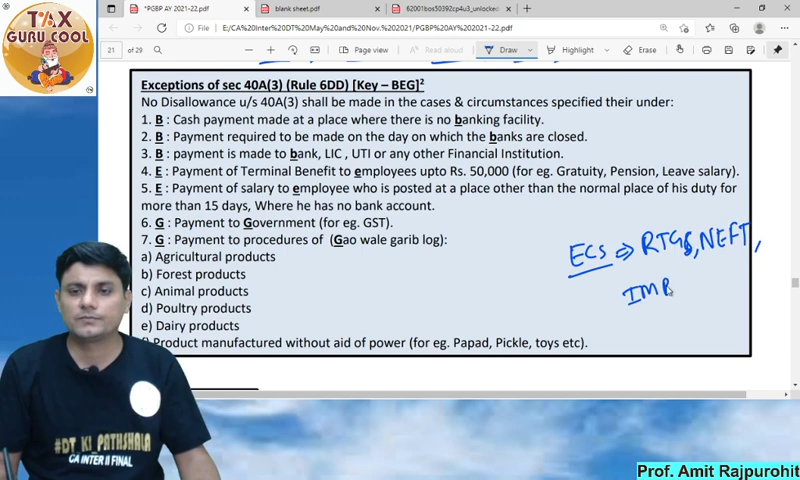 TAX
GURU COOL
*PGBP AY 2021-22.pdf
blank sheet.pdf
62001bos50392cp4u3_unlocked
E:/CA%20Inter%20DT%20May%20and%20Nov.%202021/PGBP%20AY%202021-22.pdf
21 of 29
Page view
Read aloud
Draw
Highlight
Erase
Exceptions of sec 40A(3) (Rule 6DD) [Key – BEG]²
No Disallowance u/s 40A(3) shall be made in the cases & circumstances specified their under:
1. B : Cash payment made at a place where there is no banking facility.
2. B : Payment required to be made on the day on which the banks are closed.
3. B : payment is made to bank, LIC , UTI or any other Financial Institution.
4. E : Payment of Terminal Benefit to employees upto Rs. 50,000 (for eg. Gratuity, Pension, Leave salary).
5. E : Payment of salary to employee who is posted at a place other than the normal place of his duty for
more than 15 days, Where he has no bank account.
6. G : Payment to Government (for eg. GST).
7. G : Payment to procedures of (Gao wale garib log):
a) Agricultural products
b) Forest products
c) Animal products
d) Poultry products
e) Dairy products
f) Product manufactured without aid of power (for eg. Papad, Pickle, toys etc).
ECS ⇒ RTGS, NEFT,
IMP
#DT KI PATHSHALA
CA INTER II FINAL
Prof. Amit Rajpurohit